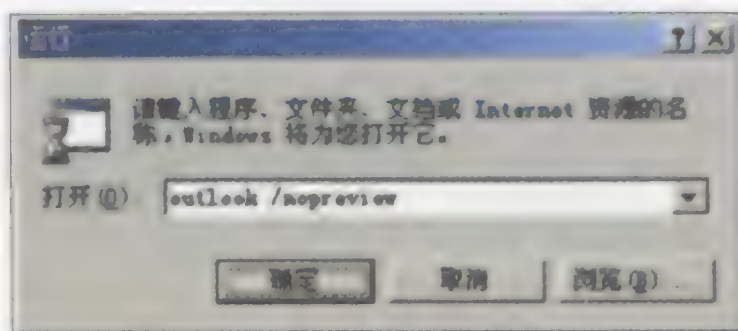 运行
请键入程序、文件夹、文档或 Internet 资源的名
称，Windows 将为您打开它。
打开(O)
outlook /nopreview
确定
取消
浏览(B)...